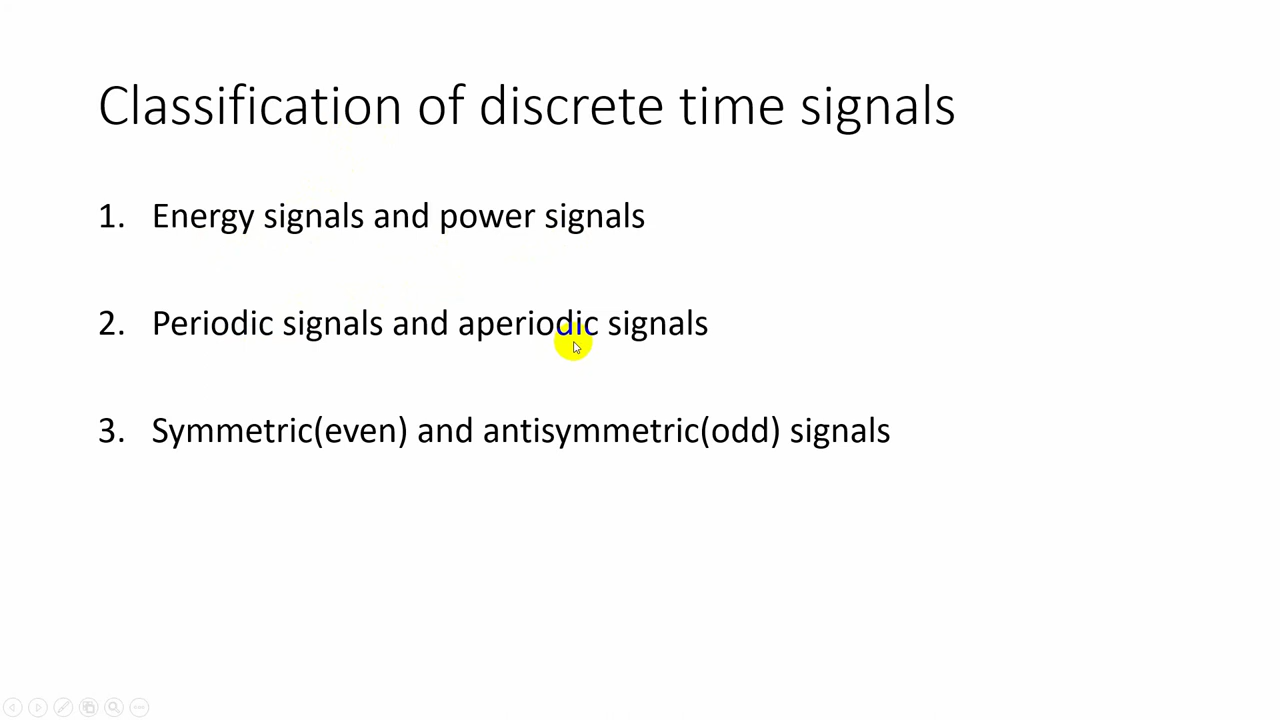 Classification of discrete time signals
1. Energy signals and power signals
2. Periodic signals and aperiodic signals
3. Symmetric(even) and antisymmetric(odd) signals